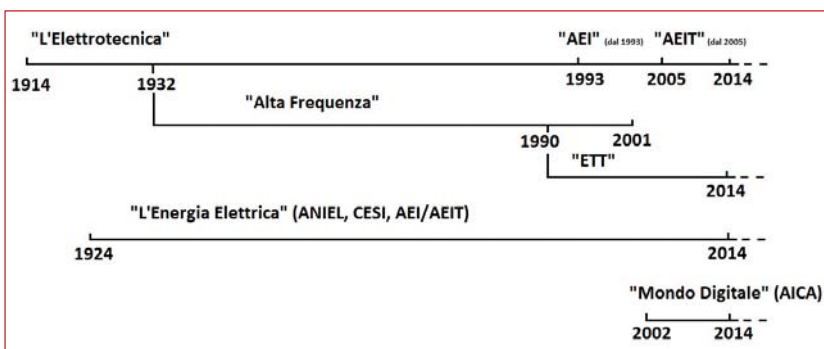 "L'Elettrotecnica" "AEI" (dal 1993) "AEIT" (dal 2005)
1914 1932 1993 2005 2014
"Alta Frequenza"
1990 2001
"ETT"
2014
"L'Energia Elettrica" (ANIEL, CESI, AEI/AEIT)
1924 2014
"Mondo Digitale" (AICA)
2002 2014